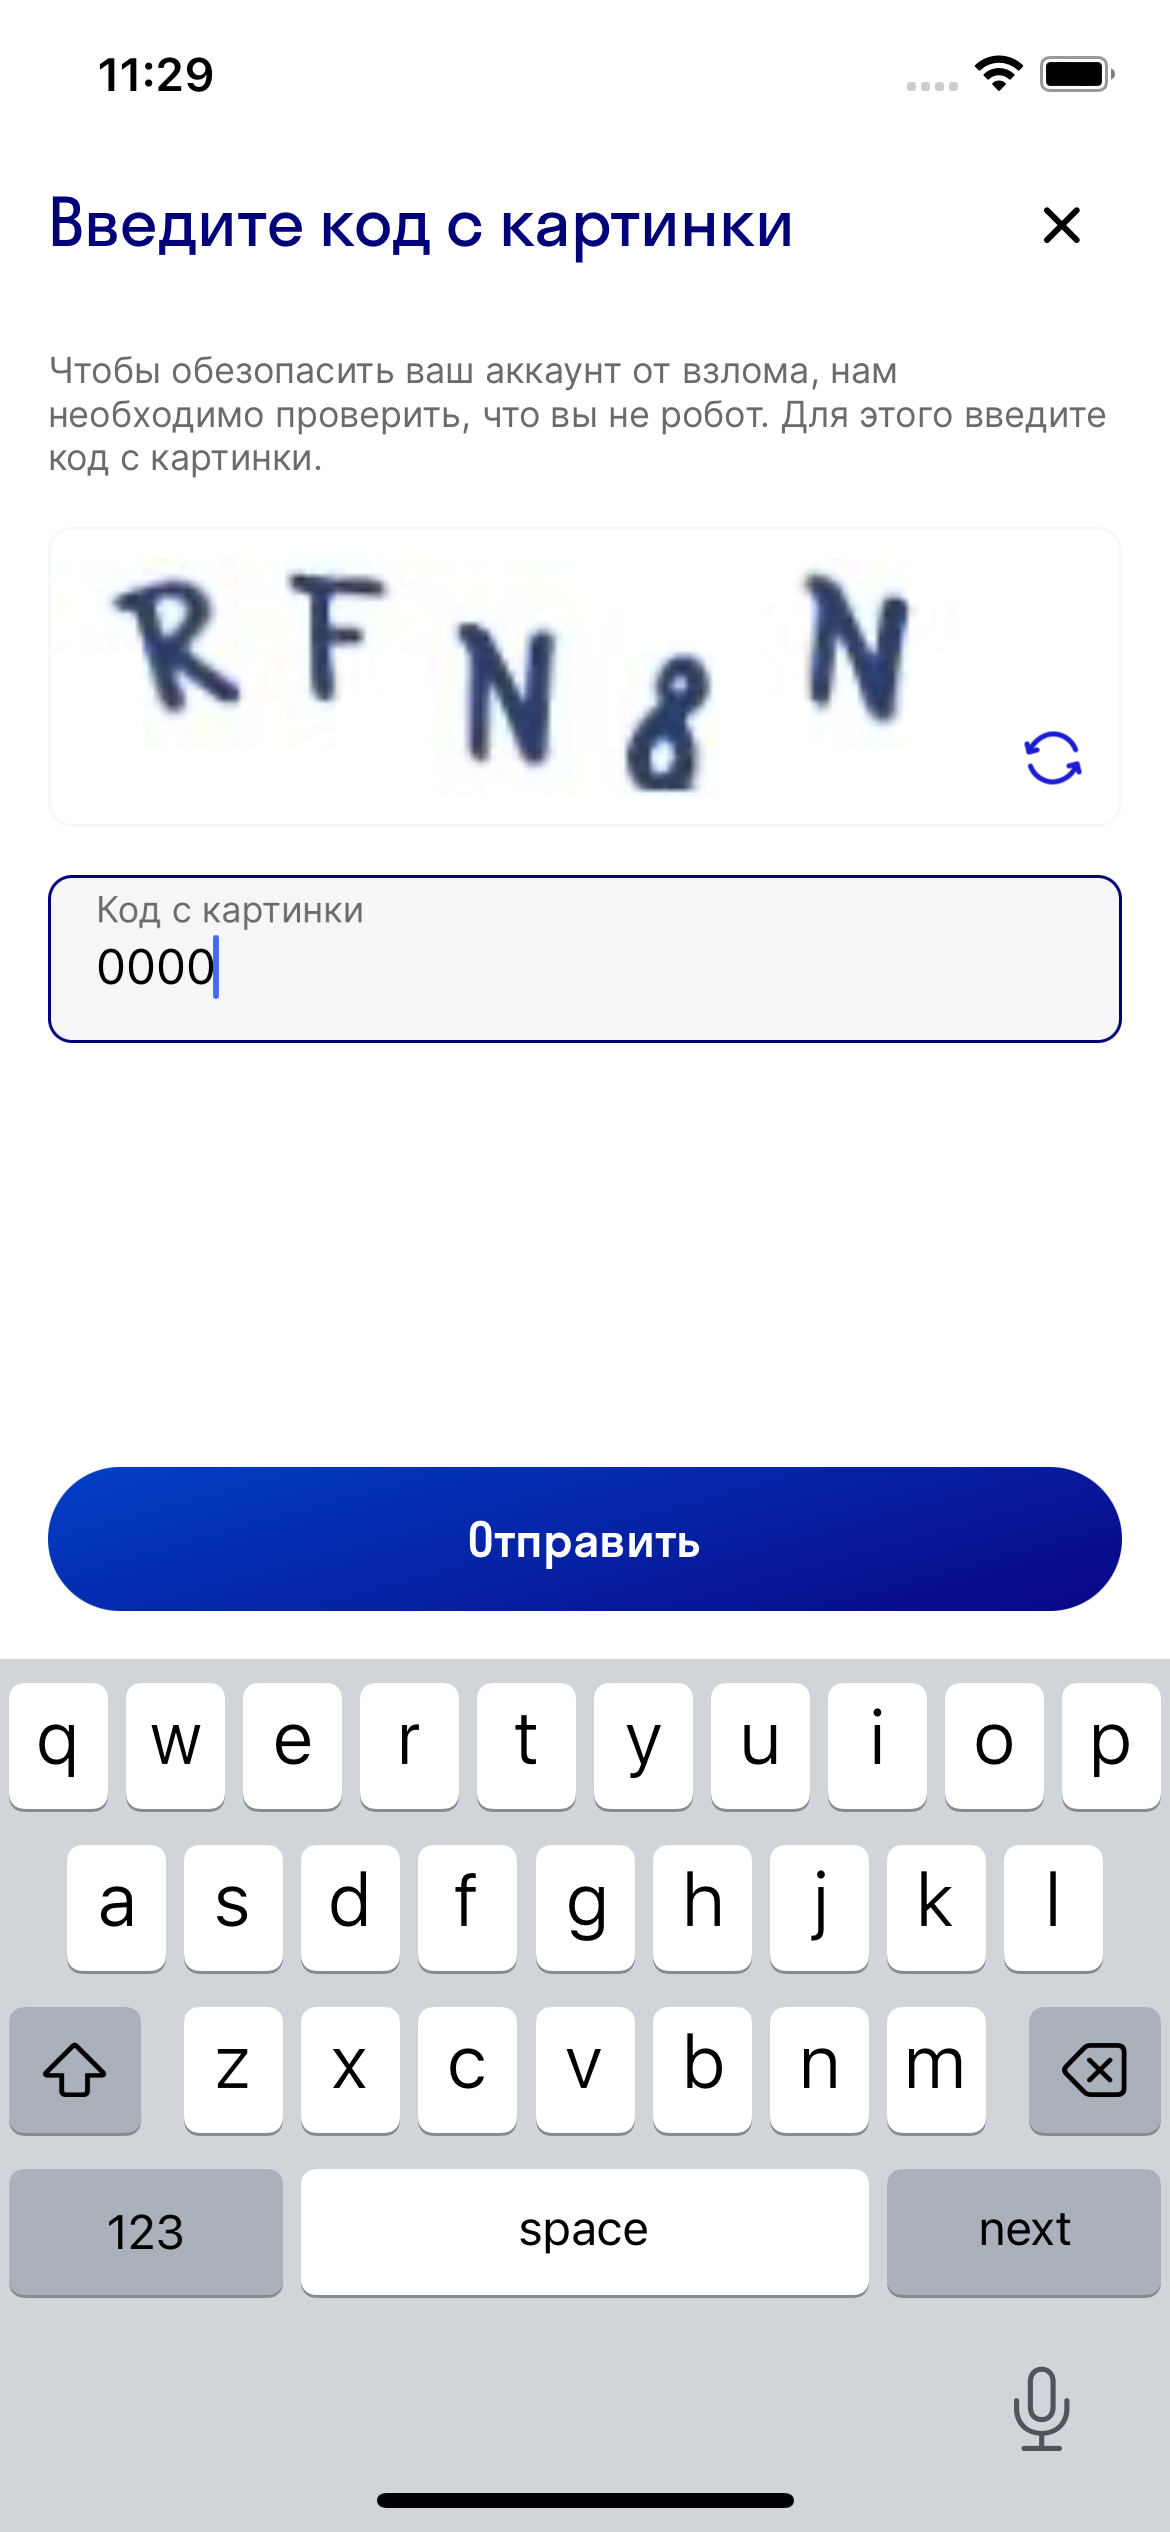 11:29
Введите код с картинки
Чтобы обезопасить ваш аккаунт от взлома, нам
необходимо проверить, что вы не робот. Для этого введите
код с картинки.
R F N 8 N
Код с картинки
0000
Отправить
q w e r t y u i o p
a s d f g h j k l
z x c v b n m
123 space next